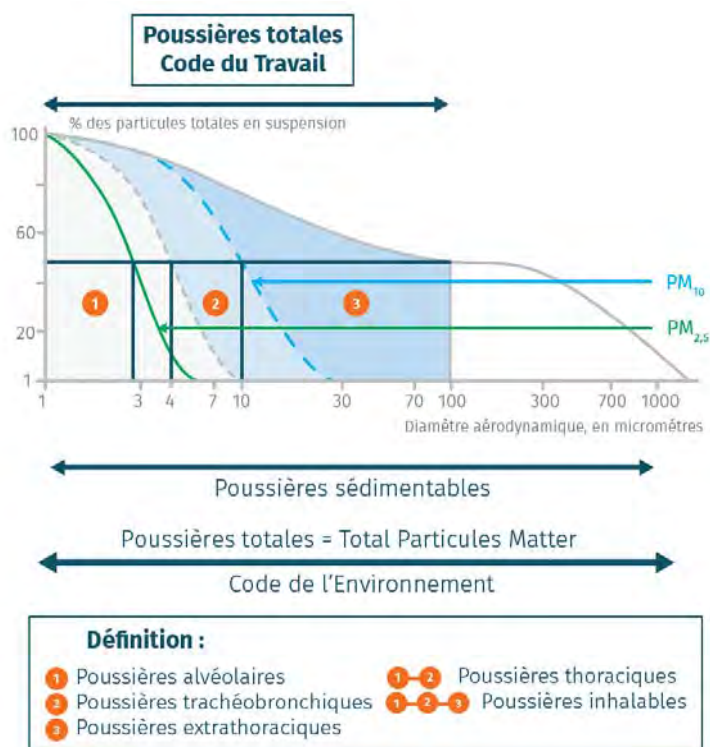 Poussières totales
Code du Travail
% des particules totales en suspension
100
60
20
1
1
2
3
PM10
PM2,5
1 3 4 7 10 30 70 100 300 700 1000
Diamètre aérodynamique, en micromètres
Poussières sédimentables
Poussières totales = Total Particules Matter
Code de l'Environnement
Définition :
1 Poussières alvéolaires
2 Poussières trachéobronchiques
3 Poussières extrathoraciques
1-2 Poussières thoraciques
1-2-3 Poussières inhalables